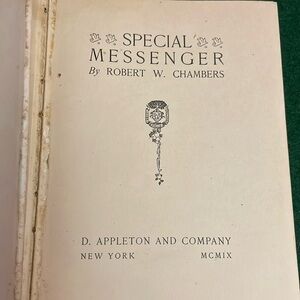 SPECIAL
MESSENGER
By ROBERT W. CHAMBERS
D. APPLETON AND COMPANY
NEW YORK MCMIX